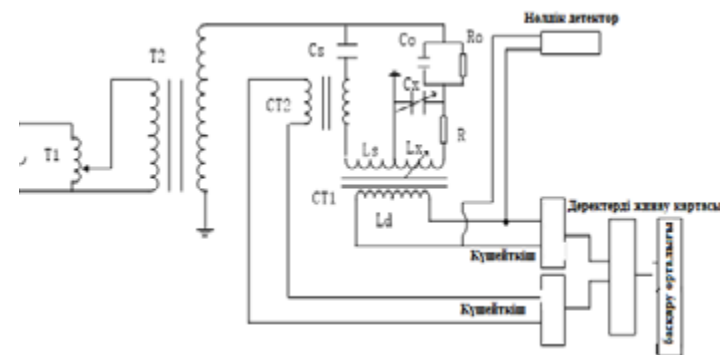 Нөлдік детектор
T2
Cs
Co
Ro
CT2
Cx
T1
R
Ls
Lx
CT1
Ld
Деректерді жинау картасы
Күшейткіш
Күшейткіш
басқару орталығы